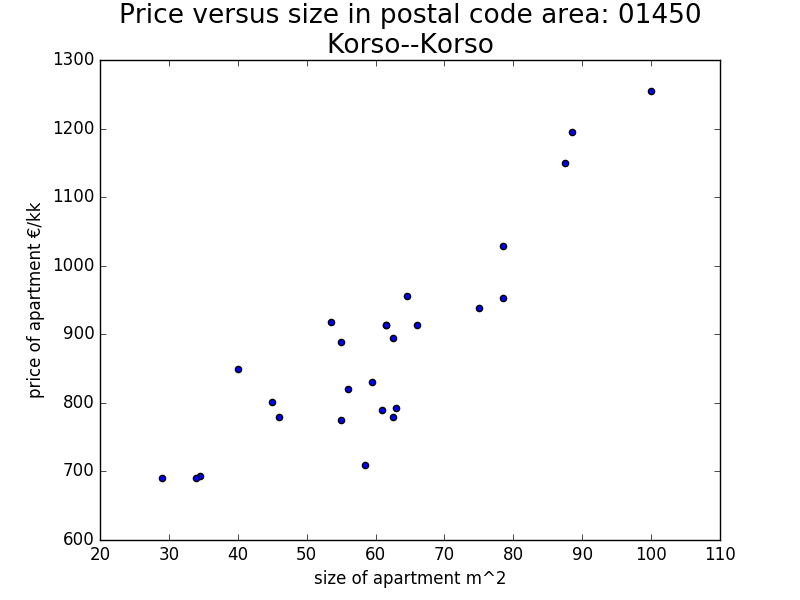 Price versus size in postal code area: 01450
Korso--Korso
1300
1200
1100
1000
900
800
700
600
price of apartment €/kk
20 30 40 50 60 70 80 90 100 110
size of apartment m^2